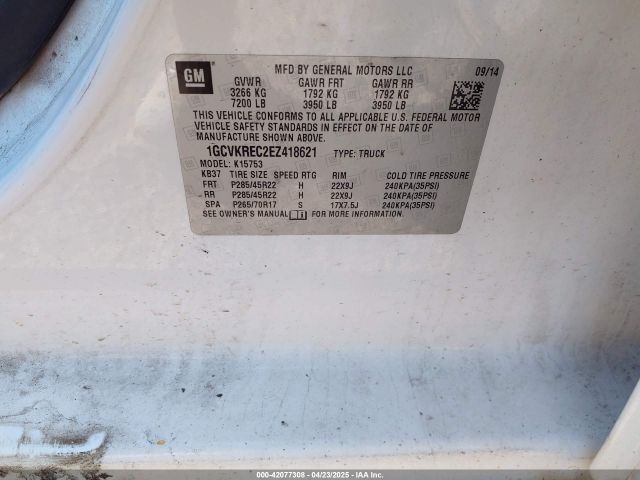 GM
MFD BY GENERAL MOTORS LLC 09/14
GVWR GAWR FRT GAWR RR
3266 KG 1792 KG 1792 KG
7200 LB 3950 LB 3950 LB
THIS VEHICLE CONFORMS TO ALL APPLICABLE U.S. FEDERAL MOTOR
VEHICLE SAFETY STANDARDS IN EFFECT ON THE DATE OF
MANUFACTURE SHOWN ABOVE.
1GCVKREC2EZ418621 TYPE: TRUCK
MODEL: K15753
KB37 TIRE SIZE SPEED RTG RIM COLD TIRE PRESSURE
FRT P285/45R22 H 22X9J 240KPA(35PSI)
RR P285/45R22 H 22X9J 240KPA(35PSI)
SPA P265/70R17 S 17X7.5J 240KPA(35PSI)
SEE OWNER'S MANUAL FOR MORE INFORMATION.
000-42077308 - 04/23/2025 - IAAI.COM